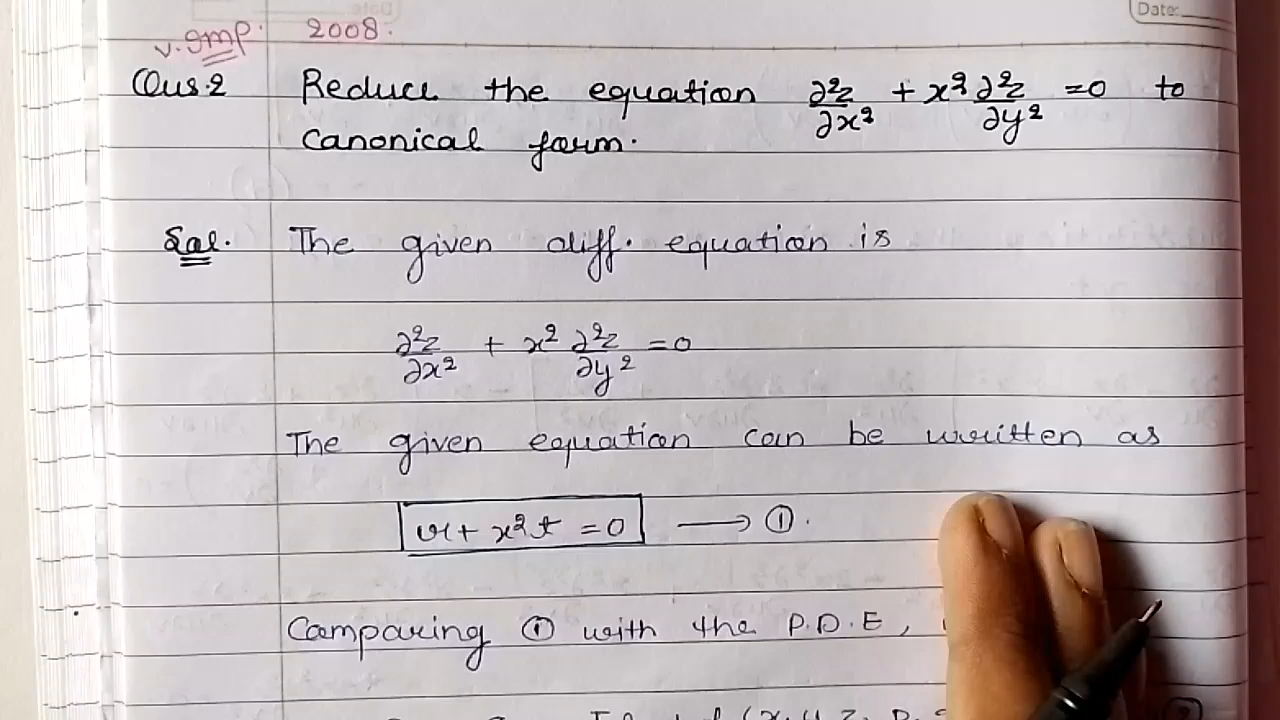 Date:
v. Imp. 2008.
Ques.2 Reduce the equation ∂²z/∂x² + x² ∂²z/∂y² = 0 to
canonical form.
Sol. The given diff. equation is
∂²z/∂x² + x² ∂²z/∂y² = 0
The given equation can be written as
r + x²t = 0 → ①.
Comparing ① with the P.D.E,